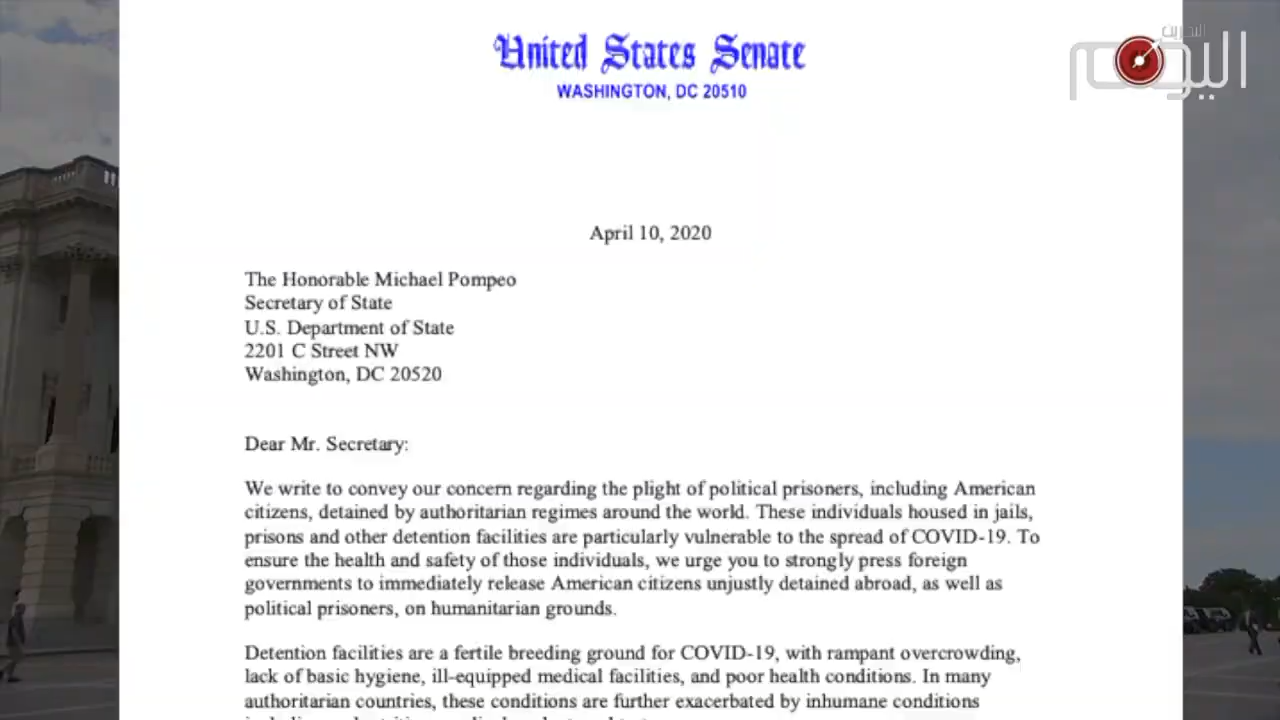 United States Senate
WASHINGTON, DC 20510
البحرين
اليوم
April 10, 2020
The Honorable Michael Pompeo
Secretary of State
U.S. Department of State
2201 C Street NW
Washington, DC 20520
Dear Mr. Secretary:
We write to convey our concern regarding the plight of political prisoners, including American
citizens, detained by authoritarian regimes around the world. These individuals housed in jails,
prisons and other detention facilities are particularly vulnerable to the spread of COVID-19. To
ensure the health and safety of those individuals, we urge you to strongly press foreign
governments to immediately release American citizens unjustly detained abroad, as well as
political prisoners, on humanitarian grounds.
Detention facilities are a fertile breeding ground for COVID-19, with rampant overcrowding,
lack of basic hygiene, ill-equipped medical facilities, and poor health conditions. In many
authoritarian countries, these conditions are further exacerbated by inhumane conditions